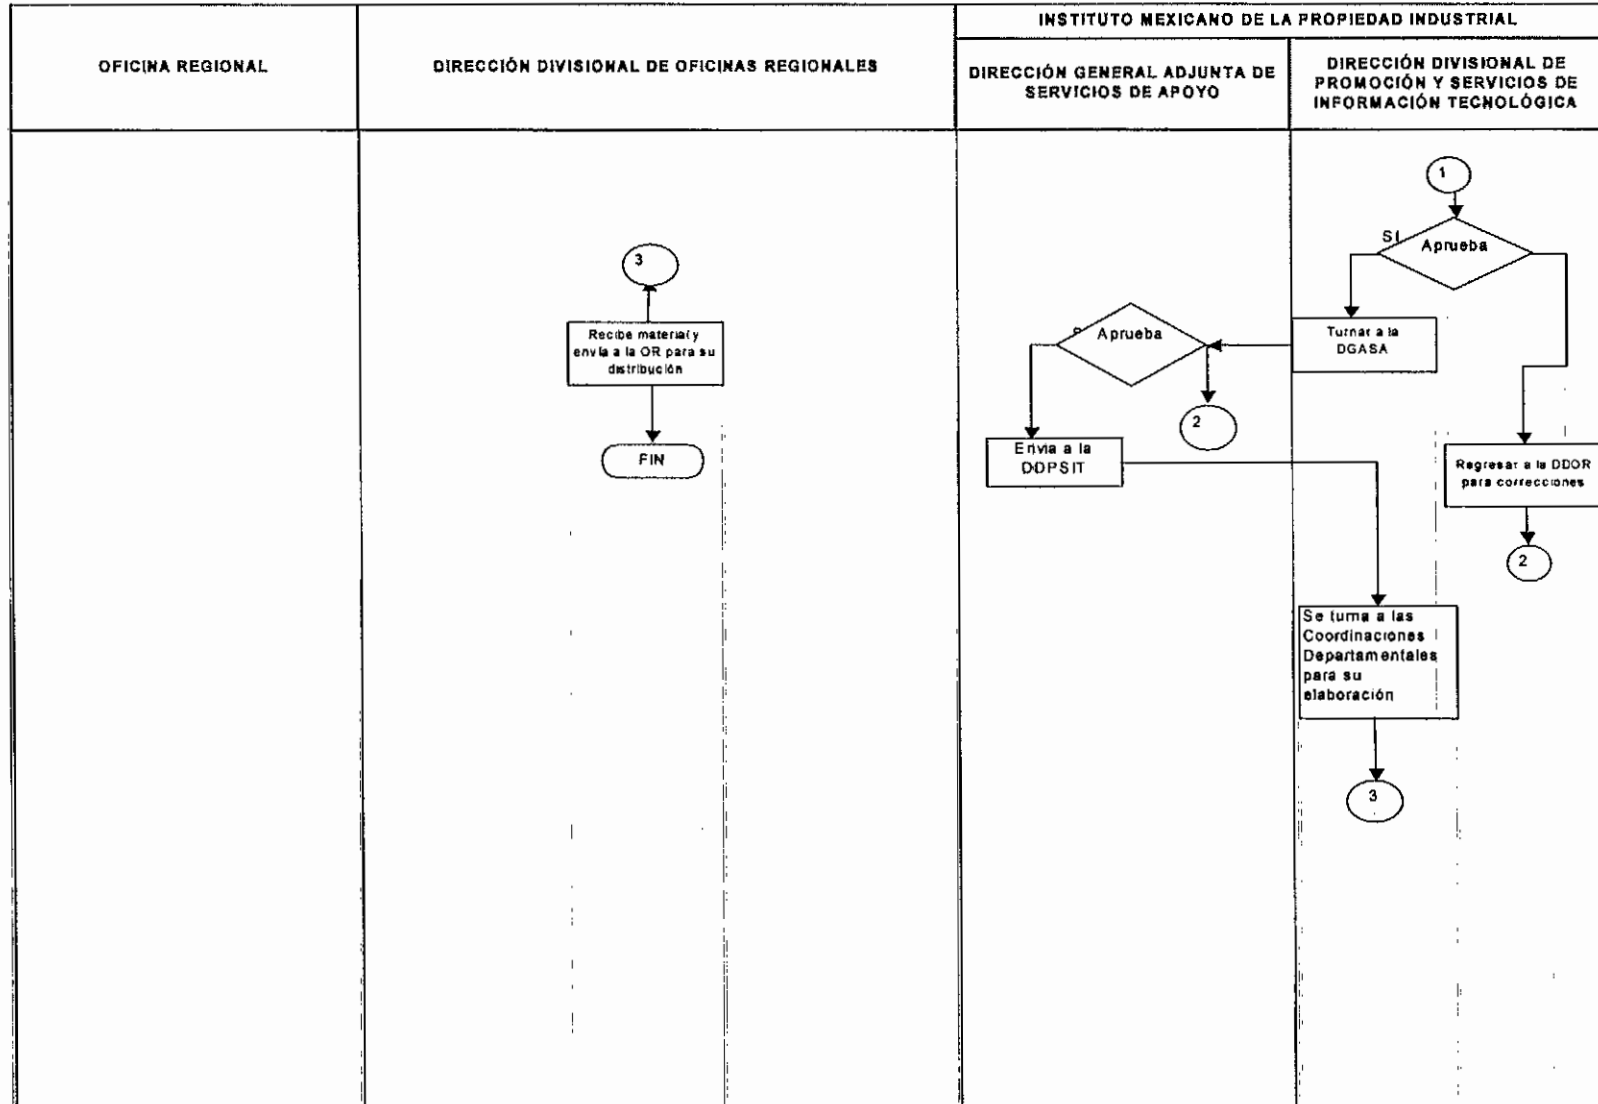 INSTITUTO MEXICANO DE LA PROPIEDAD INDUSTRIAL
OFICINA REGIONAL
DIRECCIÓN DIVISIONAL DE OFICINAS REGIONALES
DIRECCIÓN GENERAL ADJUNTA DE
SERVICIOS DE APOYO
DIRECCIÓN DIVISIONAL DE
PROMOCIÓN Y SERVICIOS DE
INFORMACIÓN TECNOLÓGICA
1
SI
Aprueba
3
Recibe material y
envía a la OR para su
distribución
FIN
Aprueba
Turnar a la
DGASA
2
Envia a la
DDPSIT
Regresar a la DDOR
para correcciones
2
Se turna a las
Coordinaciones
Departamentales
para su
elaboración
3